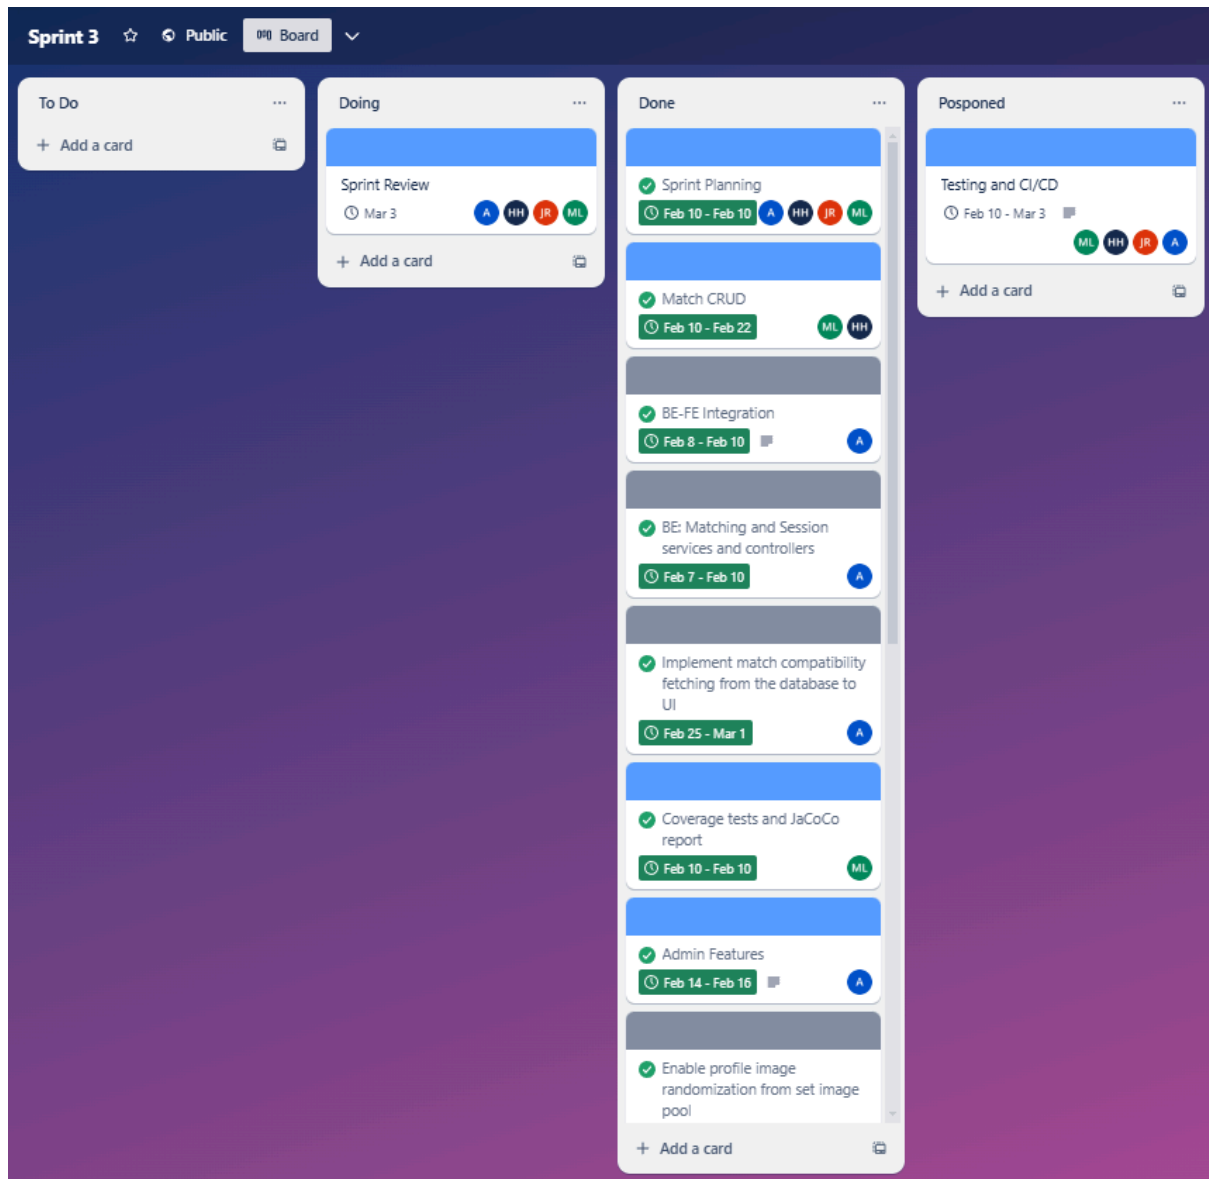 Sprint 3 Public Board
To Do
Add a card
Doing
Sprint Review
Mar 3 A HH JR ML
Add a card
Done
Sprint Planning
Feb 10 - Feb 10 A HH JR ML
Match CRUD
Feb 10 - Feb 22 ML HH
BE-FE Integration
Feb 8 - Feb 10 A
BE: Matching and Session
services and controllers
Feb 7 - Feb 10 A
Implement match compatibility
fetching from the database to
UI
Feb 25 - Mar 1 A
Coverage tests and JaCoCo
report
Feb 10 - Feb 10 ML
Admin Features
Feb 14 - Feb 16 A
Enable profile image
randomization from set image
pool
Add a card
Posponed
Testing and CI/CD
Feb 10 - Mar 3
ML HH JR A
Add a card